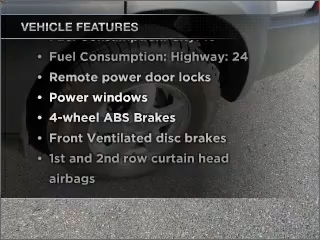 VEHICLE FEATURES
• Fuel Consumption: Highway: 24
• Remote power door locks
• Power windows
• 4-wheel ABS Brakes
• Front Ventilated disc brakes
• 1st and 2nd row curtain head
airbags